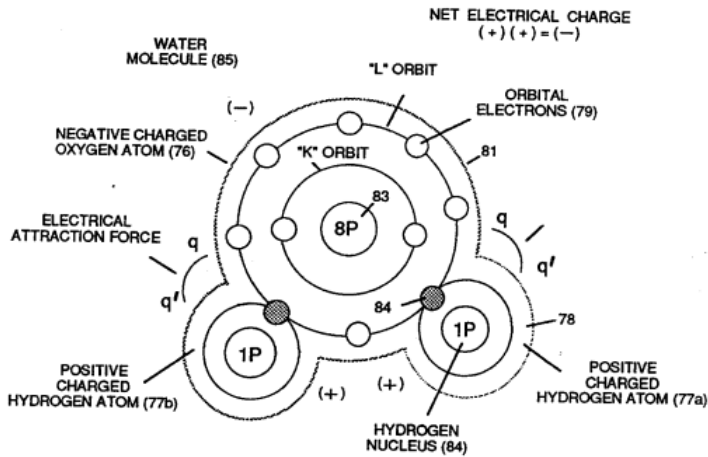 NET ELECTRICAL CHARGE
(+) (+) = (−)
WATER
MOLECULE (85)
"L" ORBIT
(−)
ORBITAL
ELECTRONS (79)
NEGATIVE CHARGED
OXYGEN ATOM (76)
"K" ORBIT
81
83
8P
ELECTRICAL
ATTRACTION FORCE
q
q'
q
q'
84
78
1P
1P
POSITIVE
CHARGED
HYDROGEN ATOM (77b)
(+)
(+)
POSITIVE
CHARGED
HYDROGEN ATOM (77a)
HYDROGEN
NUCLEUS (84)